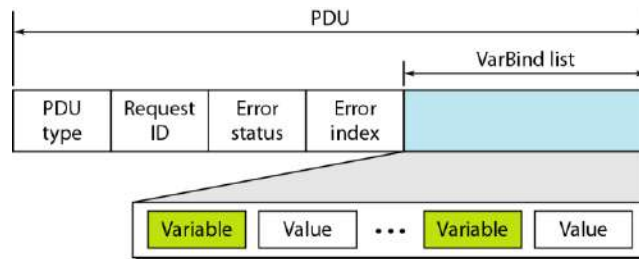 PDU
VarBind list
PDU type
Request ID
Error status
Error index
Variable Value ... Variable Value